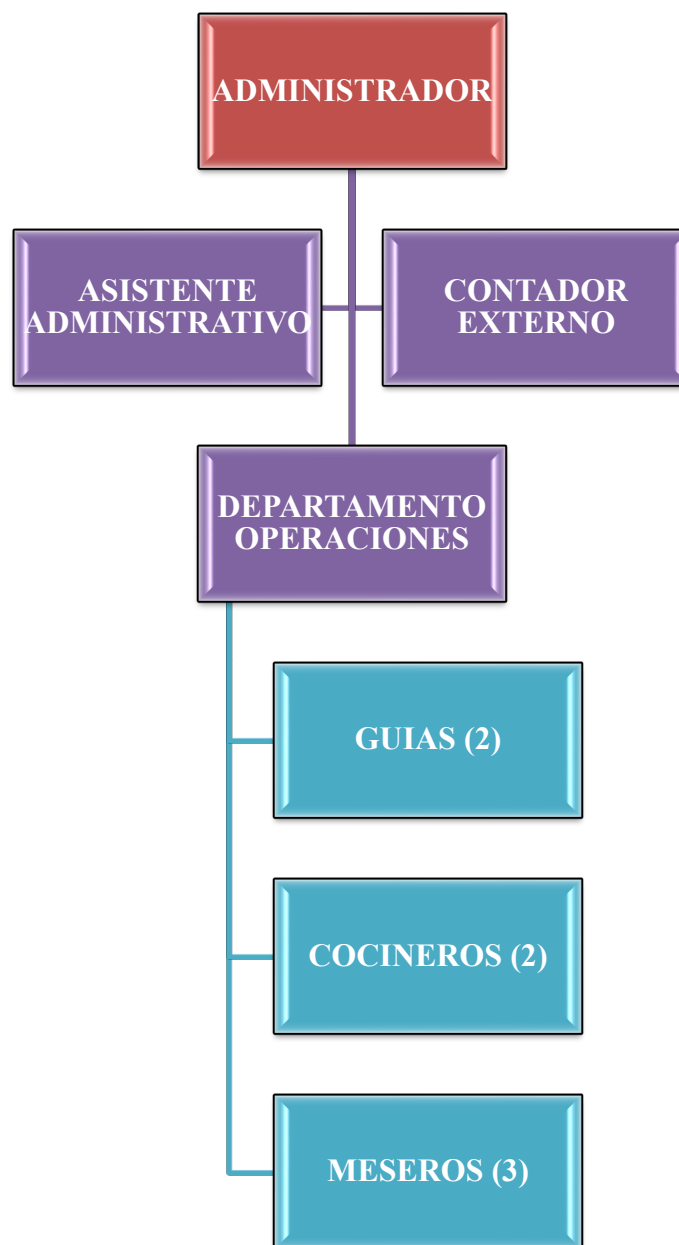 ADMINISTRADOR
ASISTENTE
ADMINISTRATIVO
CONTADOR
EXTERNO
DEPARTAMENTO
OPERACIONES
GUIAS (2)
COCINEROS (2)
MESEROS (3)